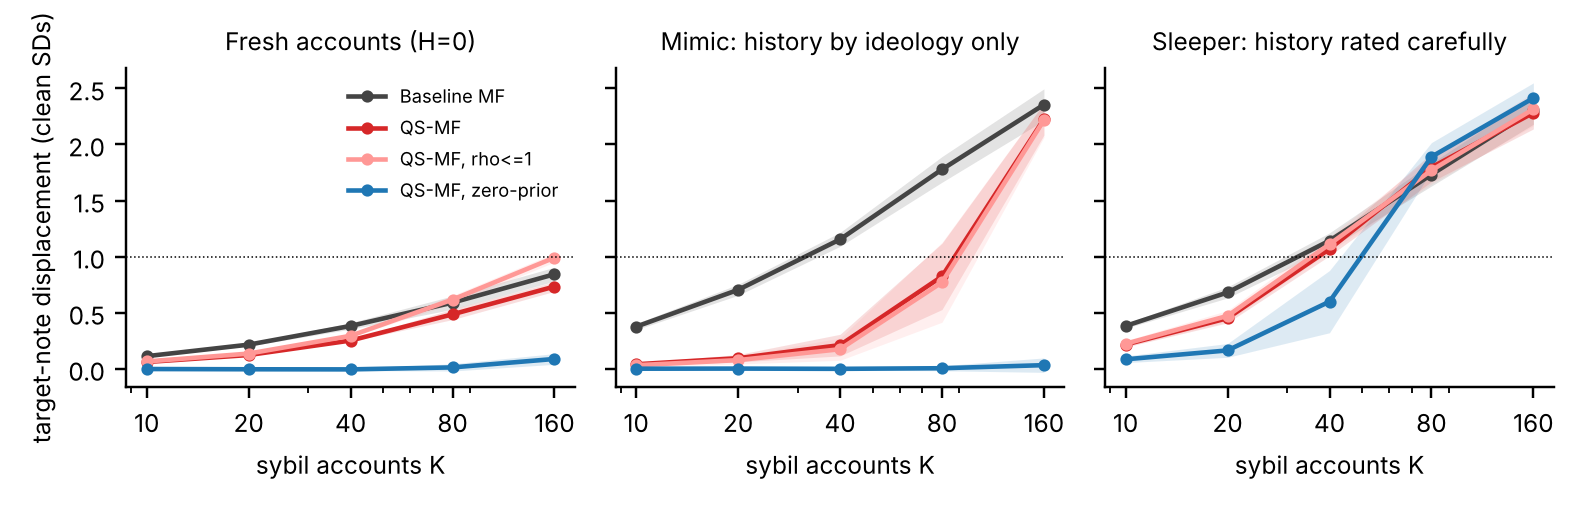 Fresh accounts (H=0)
Mimic: history by ideology only
Sleeper: history rated carefully
target-note displacement (clean SDs)
2.5
2.0
1.5
1.0
0.5
0.0
Baseline MF
QS-MF
QS-MF, rho<=1
QS-MF, zero-prior
10 20 40 80 160
10 20 40 80 160
10 20 40 80 160
sybil accounts K
sybil accounts K
sybil accounts K